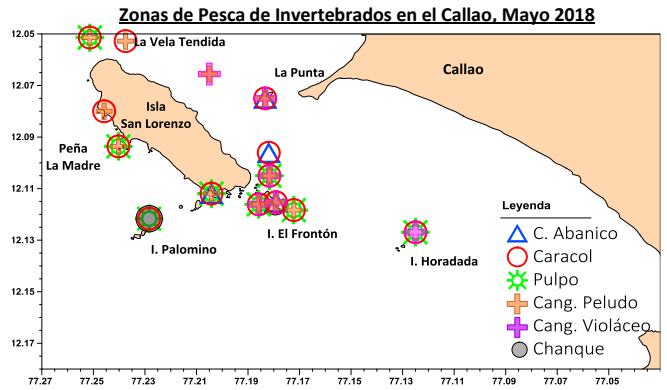 Zonas de Pesca de Invertebrados en el Callao, Mayo 2018
12.05
La Vela Tendida
La Punta
Callao
12.07
Isla
San Lorenzo
12.09
Peña
La Madre
12.11
Leyenda
C. Abanico
I. El Frontón
12.13
I. Palomino
I. Horadada
Caracol
Pulpo
12.15
Cang. Peludo
Cang. Violáceo
12.17
Chanque
77.27 77.25 77.23 77.21 77.19 77.17 77.15 77.13 77.11 77.09 77.07 77.05 77.03